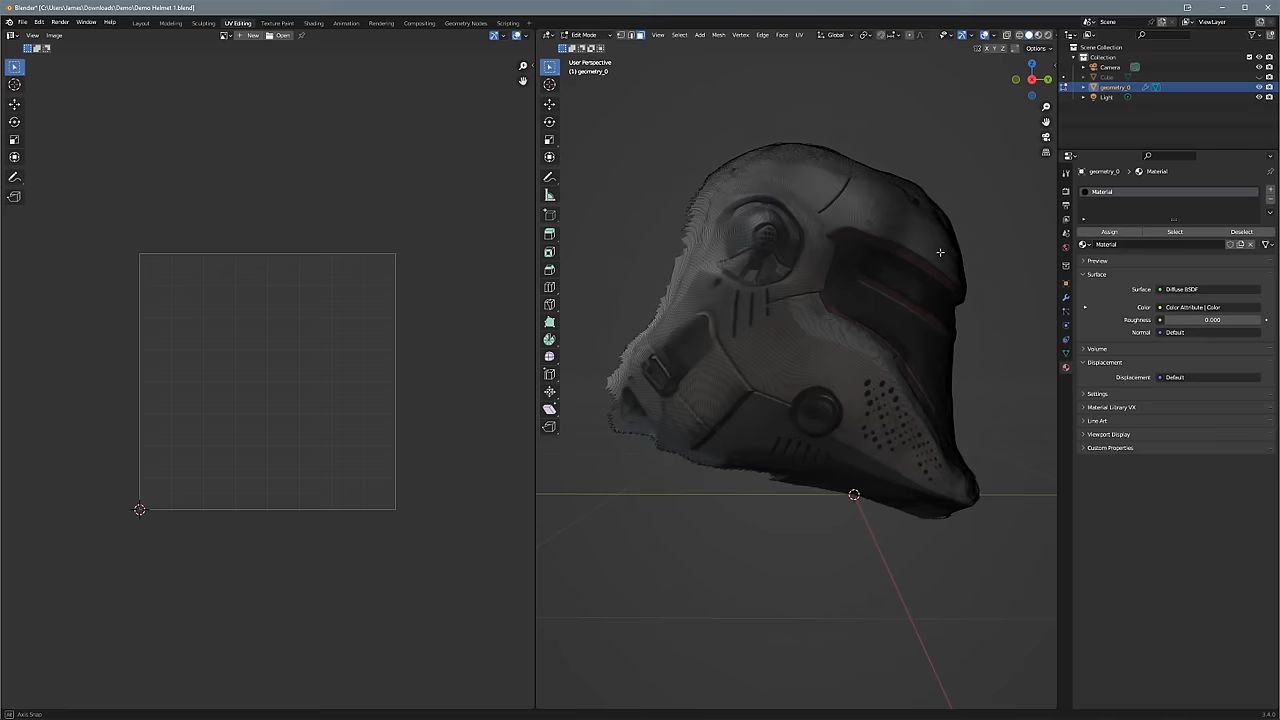 Blender* [C:\Users\James\Downloads\Demo\Demo Helmet 1.blend]
File Edit Render Window Help Layout Modeling Sculpting UV Editing Texture Paint Shading Animation Rendering Compositing Geometry Nodes Scripting + Scene ViewLayer
View Image New Open Edit Mode View Select Add Mesh Vertex Edge Face UV Global
X Y Z Options
Scene Collection
Collection
Camera
Cube
geometry_0
Light
User Perspective
(1) geometry_0
geometry_0 > Material
Material
Assign Select Deselect
Material
Preview
Surface
Surface Diffuse BSDF
Color Color Attribute | Color
Roughness 0.000
Normal Default
Volume
Displacement
Displacement Default
Settings
Material Library VX
Line Art
Viewport Display
Custom Properties
Axis Snap 3.4.0